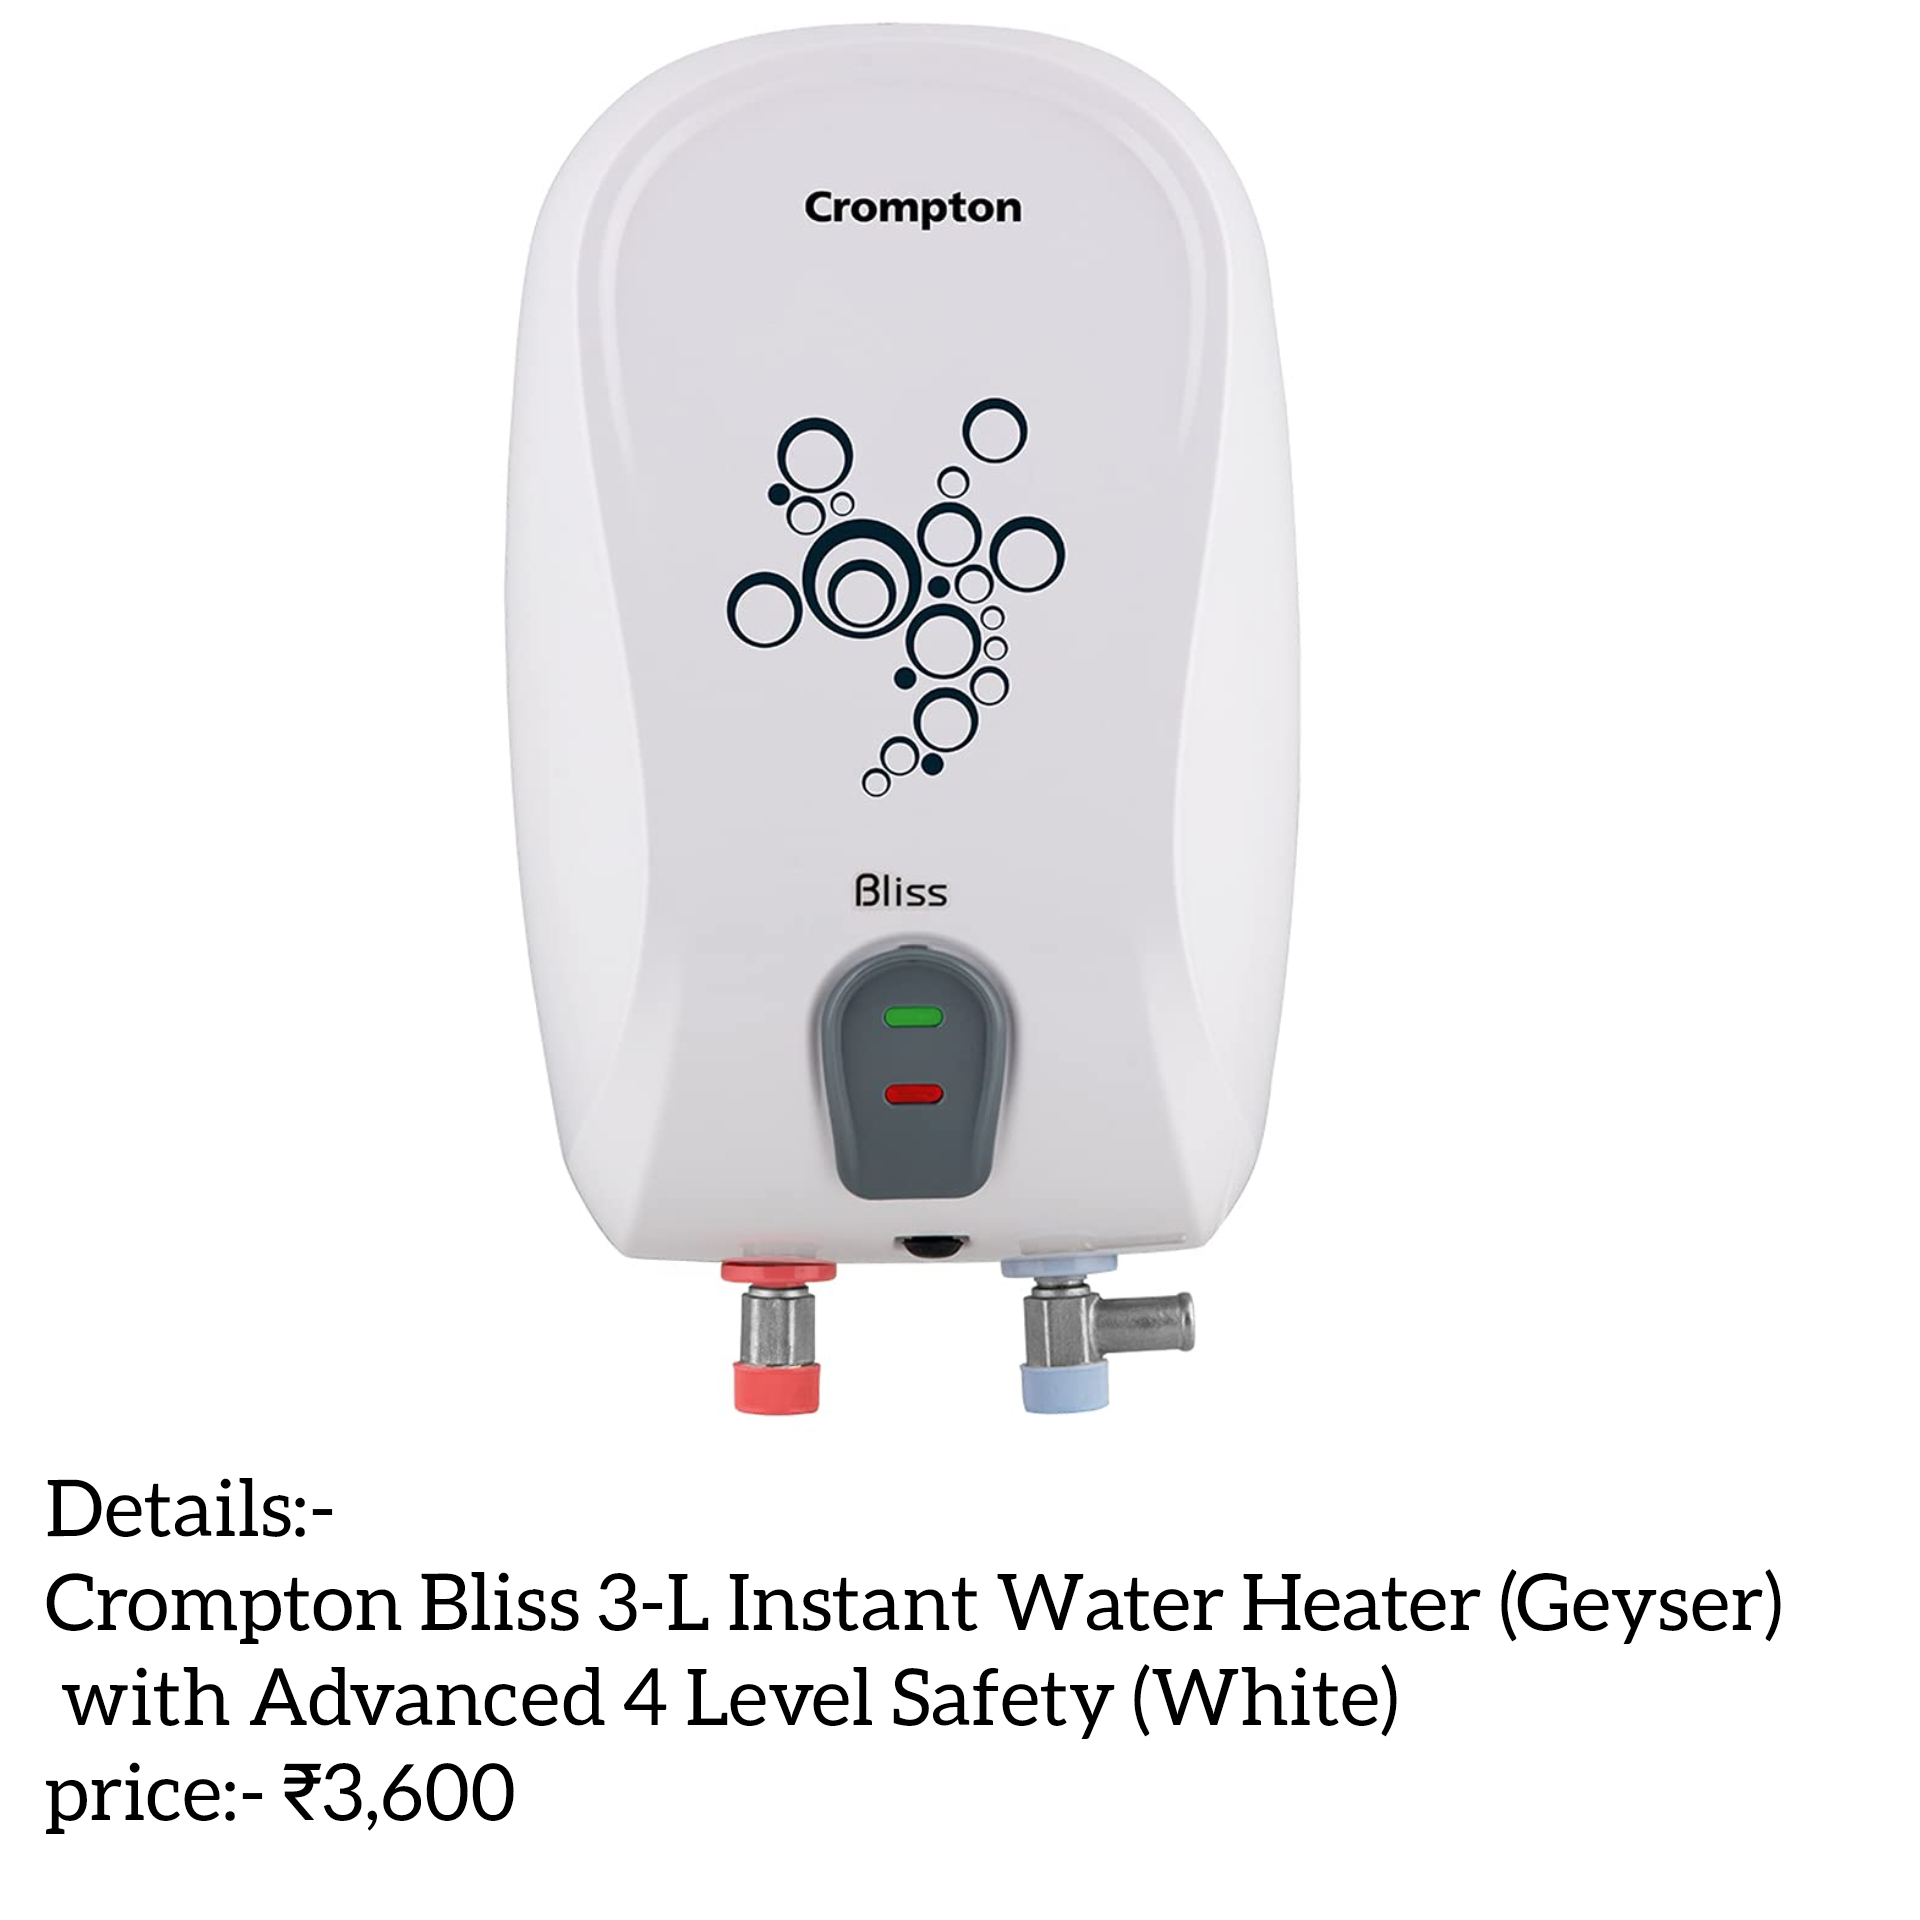 Crompton
Bliss
Details:-
Crompton Bliss 3-L Instant Water Heater (Geyser)
with Advanced 4 Level Safety (White)
price:- ₹3,600